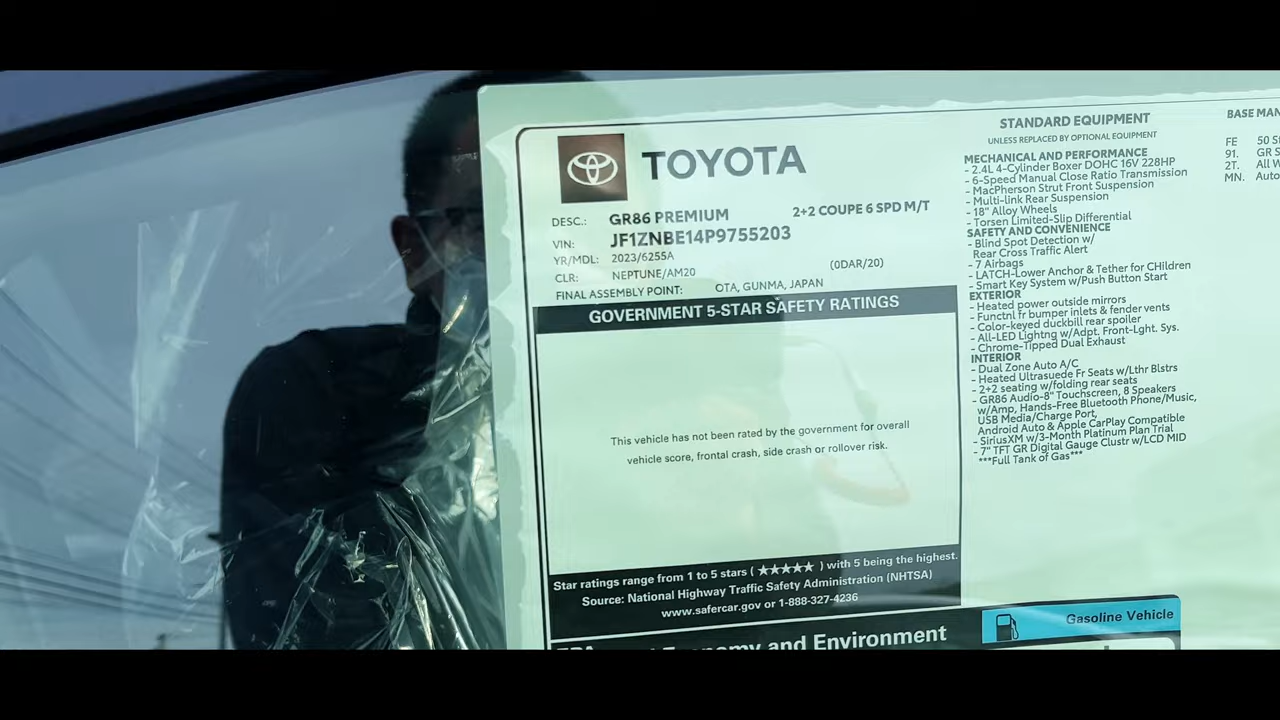 TOYOTA
DESC.: GR86 PREMIUM 2+2 COUPE 6 SPD M/T
VIN: JF1ZNBE14P9755203
YR/MDL: 2023/6255A
CLR: NEPTUNE/AM20 (0DAR/20)
FINAL ASSEMBLY POINT: OTA, GUNMA, JAPAN
GOVERNMENT 5-STAR SAFETY RATINGS
This vehicle has not been rated by the government for overall
vehicle score, frontal crash, side crash or rollover risk.
Star ratings range from 1 to 5 stars (★★★★★) with 5 being the highest.
Source: National Highway Traffic Safety Administration (NHTSA)
www.safercar.gov or 1-888-327-4236
and Environment
Gasoline Vehicle
STANDARD EQUIPMENT
UNLESS REPLACED BY OPTIONAL EQUIPMENT
MECHANICAL AND PERFORMANCE
- 2.4L 4-Cylinder Boxer DOHC 16V 228HP
- 6-Speed Manual Close Ratio Transmission
- MacPherson Strut Front Suspension
- Multi-link Rear Suspension
- 18" Alloy Wheels
- Torsen Limited-Slip Differential
SAFETY AND CONVENIENCE
- Blind Spot Detection w/
Rear Cross Traffic Alert
- 7 Airbags
- LATCH-Lower Anchor & Tether for CHildren
- Smart Key System w/Push Button Start
EXTERIOR
- Heated power outside mirrors
- Functnl fr bumper inlets & fender vents
- Color-keyed duckbill rear spoiler
- All-LED Lightng w/Adpt. Front-Lght. Sys.
- Chrome-Tipped Dual Exhaust
INTERIOR
- Dual Zone Auto A/C
- Heated Ultrasuede Fr Seats w/Lthr Blstrs
- 2+2 seating w/folding rear seats
- GR86 Audio-8" Touchscreen, 8 Speakers
w/Amp, Hands-Free Bluetooth Phone/Music,
USB Media/Charge Port,
Android Auto & Apple CarPlay Compatible
- SiriusXM w/3-Month Platinum Plan Trial
- 7" TFT GR Digital Gauge Clustr w/LCD MID
***Full Tank of Gas***
BASE MAN
FE 50 S
91. GR S
2T. All W
MN. Auto